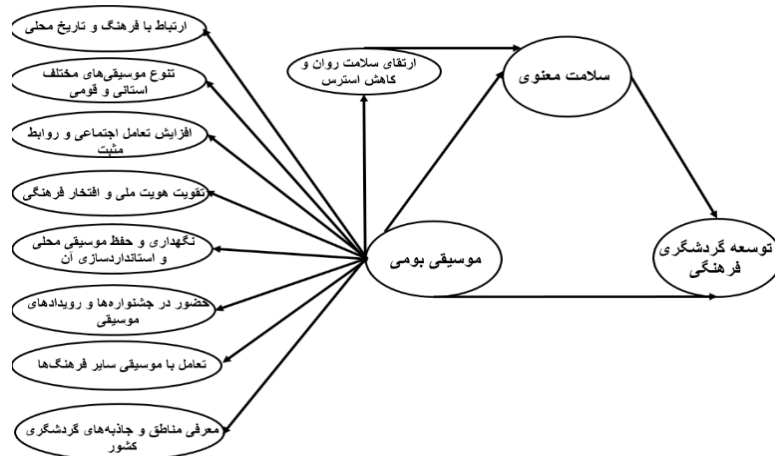 ارتباط با فرهنگ و تاریخ محلی
تنوع موسیقی‌های مختلف
استانی و قومی
افزایش تعامل اجتماعی و روابط
مثبت
تقویت هویت ملی و افتخار فرهنگی
نگهداری و حفظ موسیقی محلی
و استانداردسازی آن
حضور در جشنواره‌ها و رویدادهای
موسیقی
تعامل با موسیقی سایر فرهنگ‌ها
معرفی مناطق و جاذبه‌های گردشگری
کشور
ارتقای سلامت روان و
کاهش استرس
سلامت معنوی
موسیقی بومی
توسعه گردشگری
فرهنگی